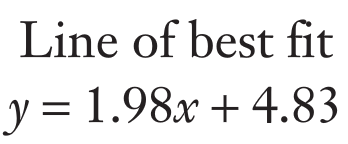 Line of best fit
y = 1.98x + 4.83